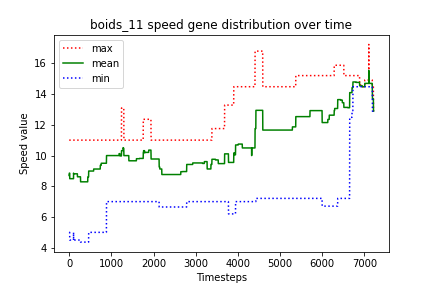 boids_11 speed gene distribution over time
max
mean
min
16
14
12
10
8
6
4
Speed value
0
1000
2000
3000
4000
5000
6000
7000
Timesteps